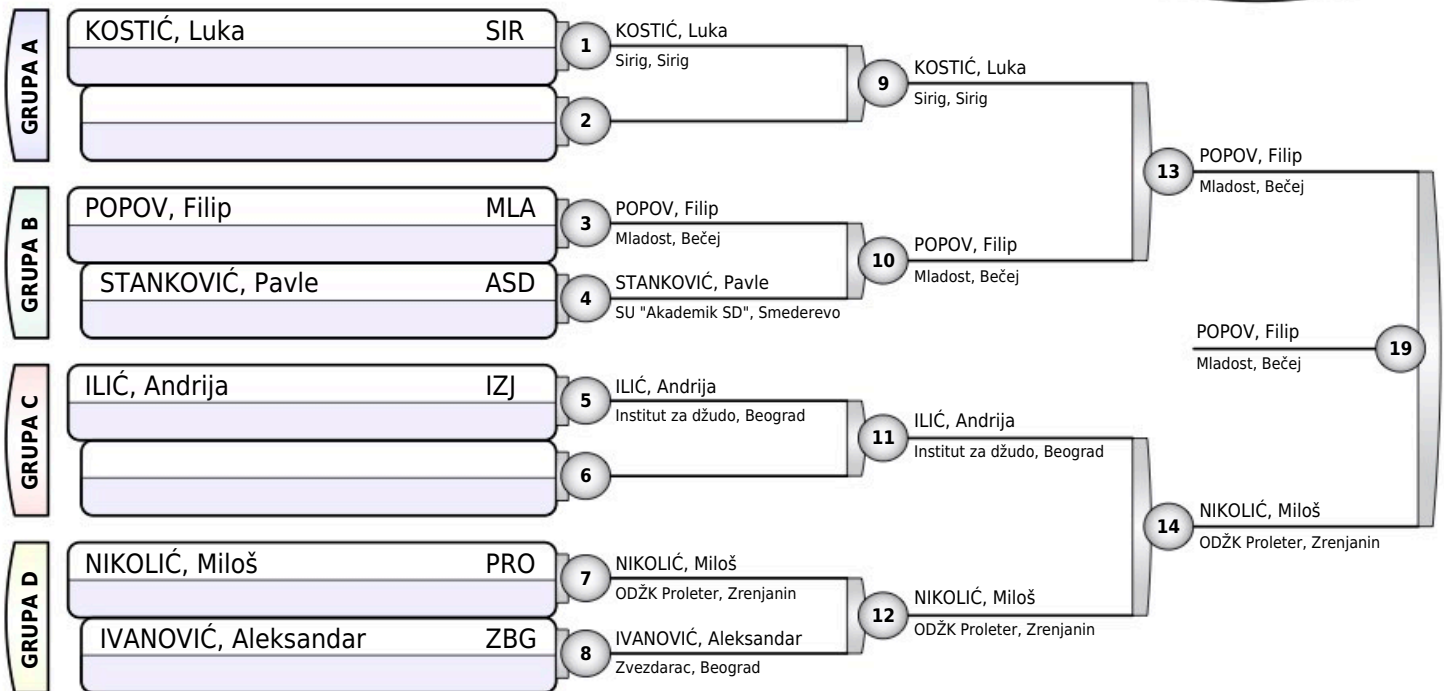 GRUPA A
KOSTIĆ, Luka SIR
1
KOSTIĆ, Luka
Sirig, Sirig
2
9
KOSTIĆ, Luka
Sirig, Sirig
GRUPA B
POPOV, Filip MLA
STANKOVIĆ, Pavle ASD
3
POPOV, Filip
Mladost, Bečej
4
STANKOVIĆ, Pavle
SU "Akademik SD", Smederevo
10
POPOV, Filip
Mladost, Bečej
13
POPOV, Filip
Mladost, Bečej
GRUPA C
ILIĆ, Andrija IZJ
5
ILIĆ, Andrija
Institut za džudo, Beograd
6
11
ILIĆ, Andrija
Institut za džudo, Beograd
GRUPA D
NIKOLIĆ, Miloš PRO
IVANOVIĆ, Aleksandar ZBG
7
NIKOLIĆ, Miloš
ODŽK Proleter, Zrenjanin
8
IVANOVIĆ, Aleksandar
Zvezdarac, Beograd
12
NIKOLIĆ, Miloš
ODŽK Proleter, Zrenjanin
14
NIKOLIĆ, Miloš
ODŽK Proleter, Zrenjanin
POPOV, Filip
Mladost, Bečej
19